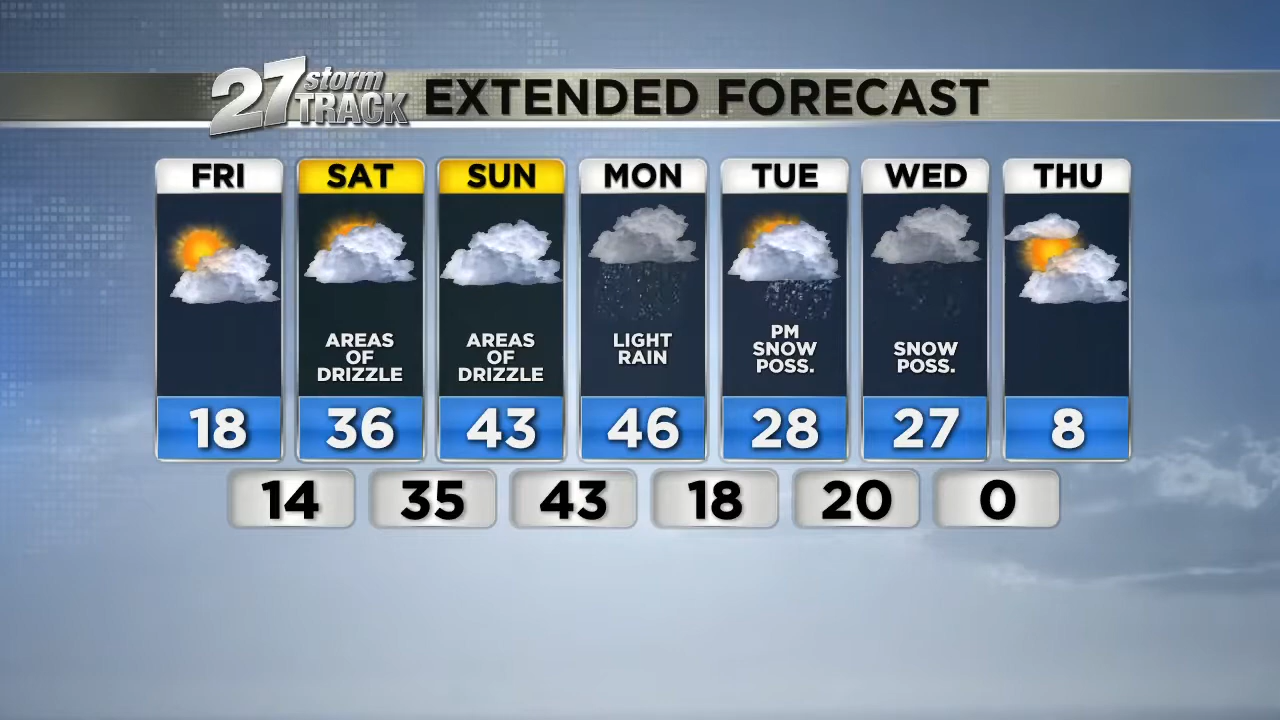 27 storm TRACK EXTENDED FORECAST
FRI SAT SUN MON TUE WED THU
AREAS OF DRIZZLE
AREAS OF DRIZZLE
LIGHT RAIN
PM SNOW POSS.
SNOW POSS.
18 36 43 46 28 27 8
14 35 43 18 20 0